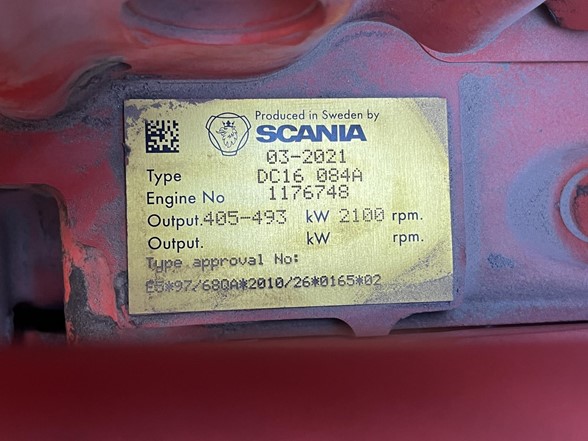 Produced in Sweden by
SCANIA
03-2021
Type DC16 084A
Engine No 1176748
Output. 405-493 kW 2100 rpm.
Output. kW rpm.
Type approval No:
E5*97/68QA*2010/26*0165*02